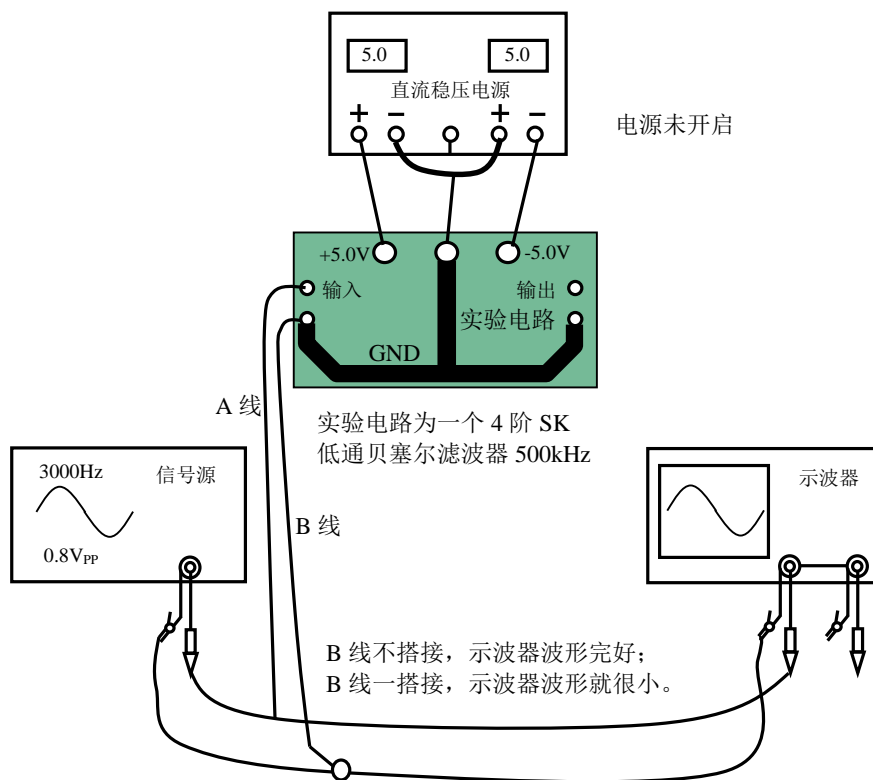 5.0 5.0
直流稳压电源
+ − + −
电源未开启
+5.0V -5.0V
输入 输出
实验电路
GND
A 线
实验电路为一个 4 阶 SK
低通贝塞尔滤波器 500kHz
3000Hz 信号源
0.8VPP
示波器
B 线
B 线不搭接，示波器波形完好；
B 线一搭接，示波器波形就很小。